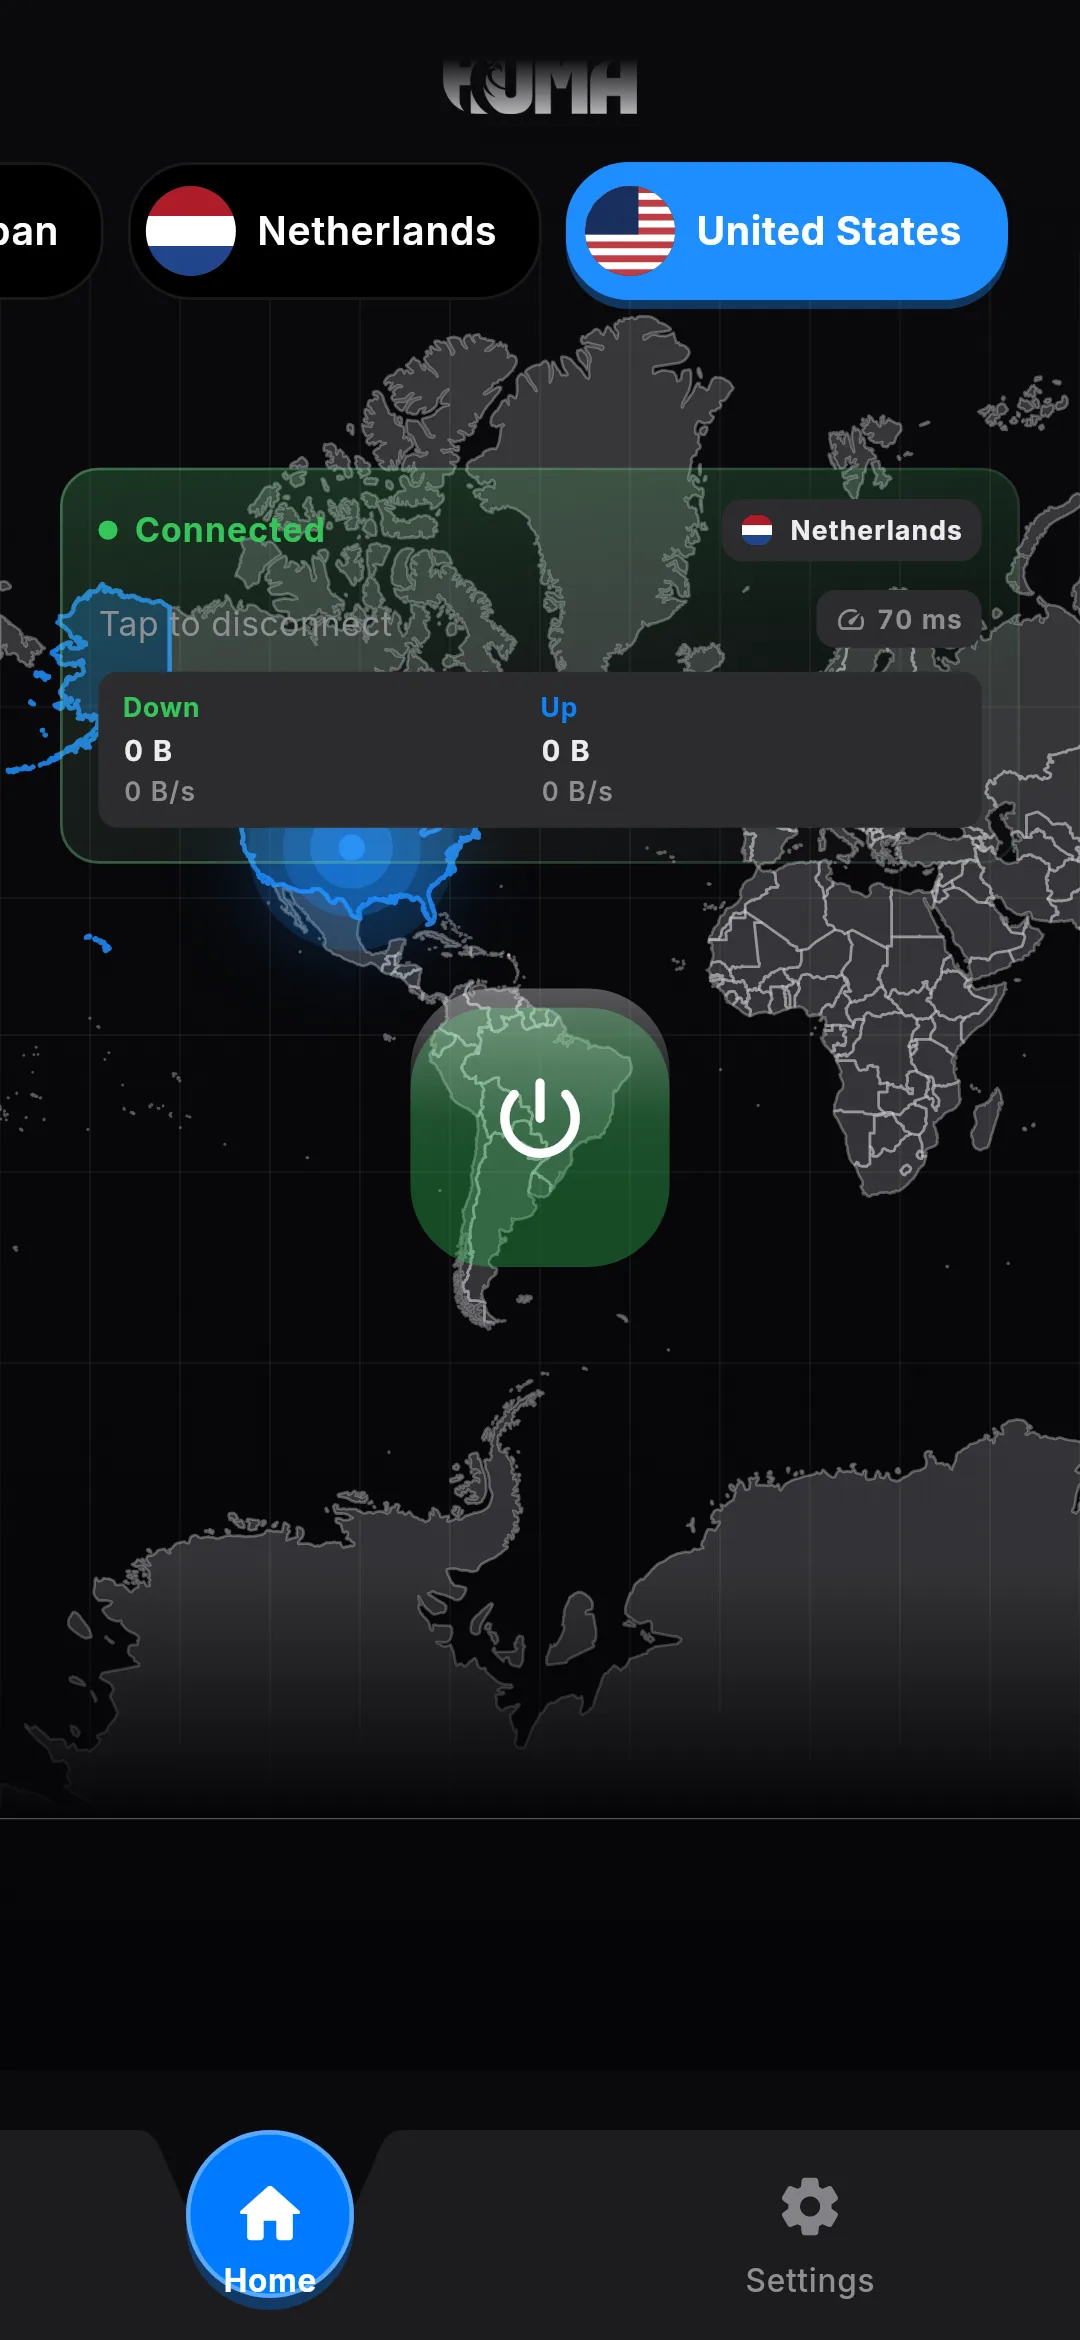 pan
Netherlands
United States
Connected
Netherlands
Tap to disconnect
70 ms
Down
Up
0 B
0 B
0 B/s
0 B/s
Home
Settings